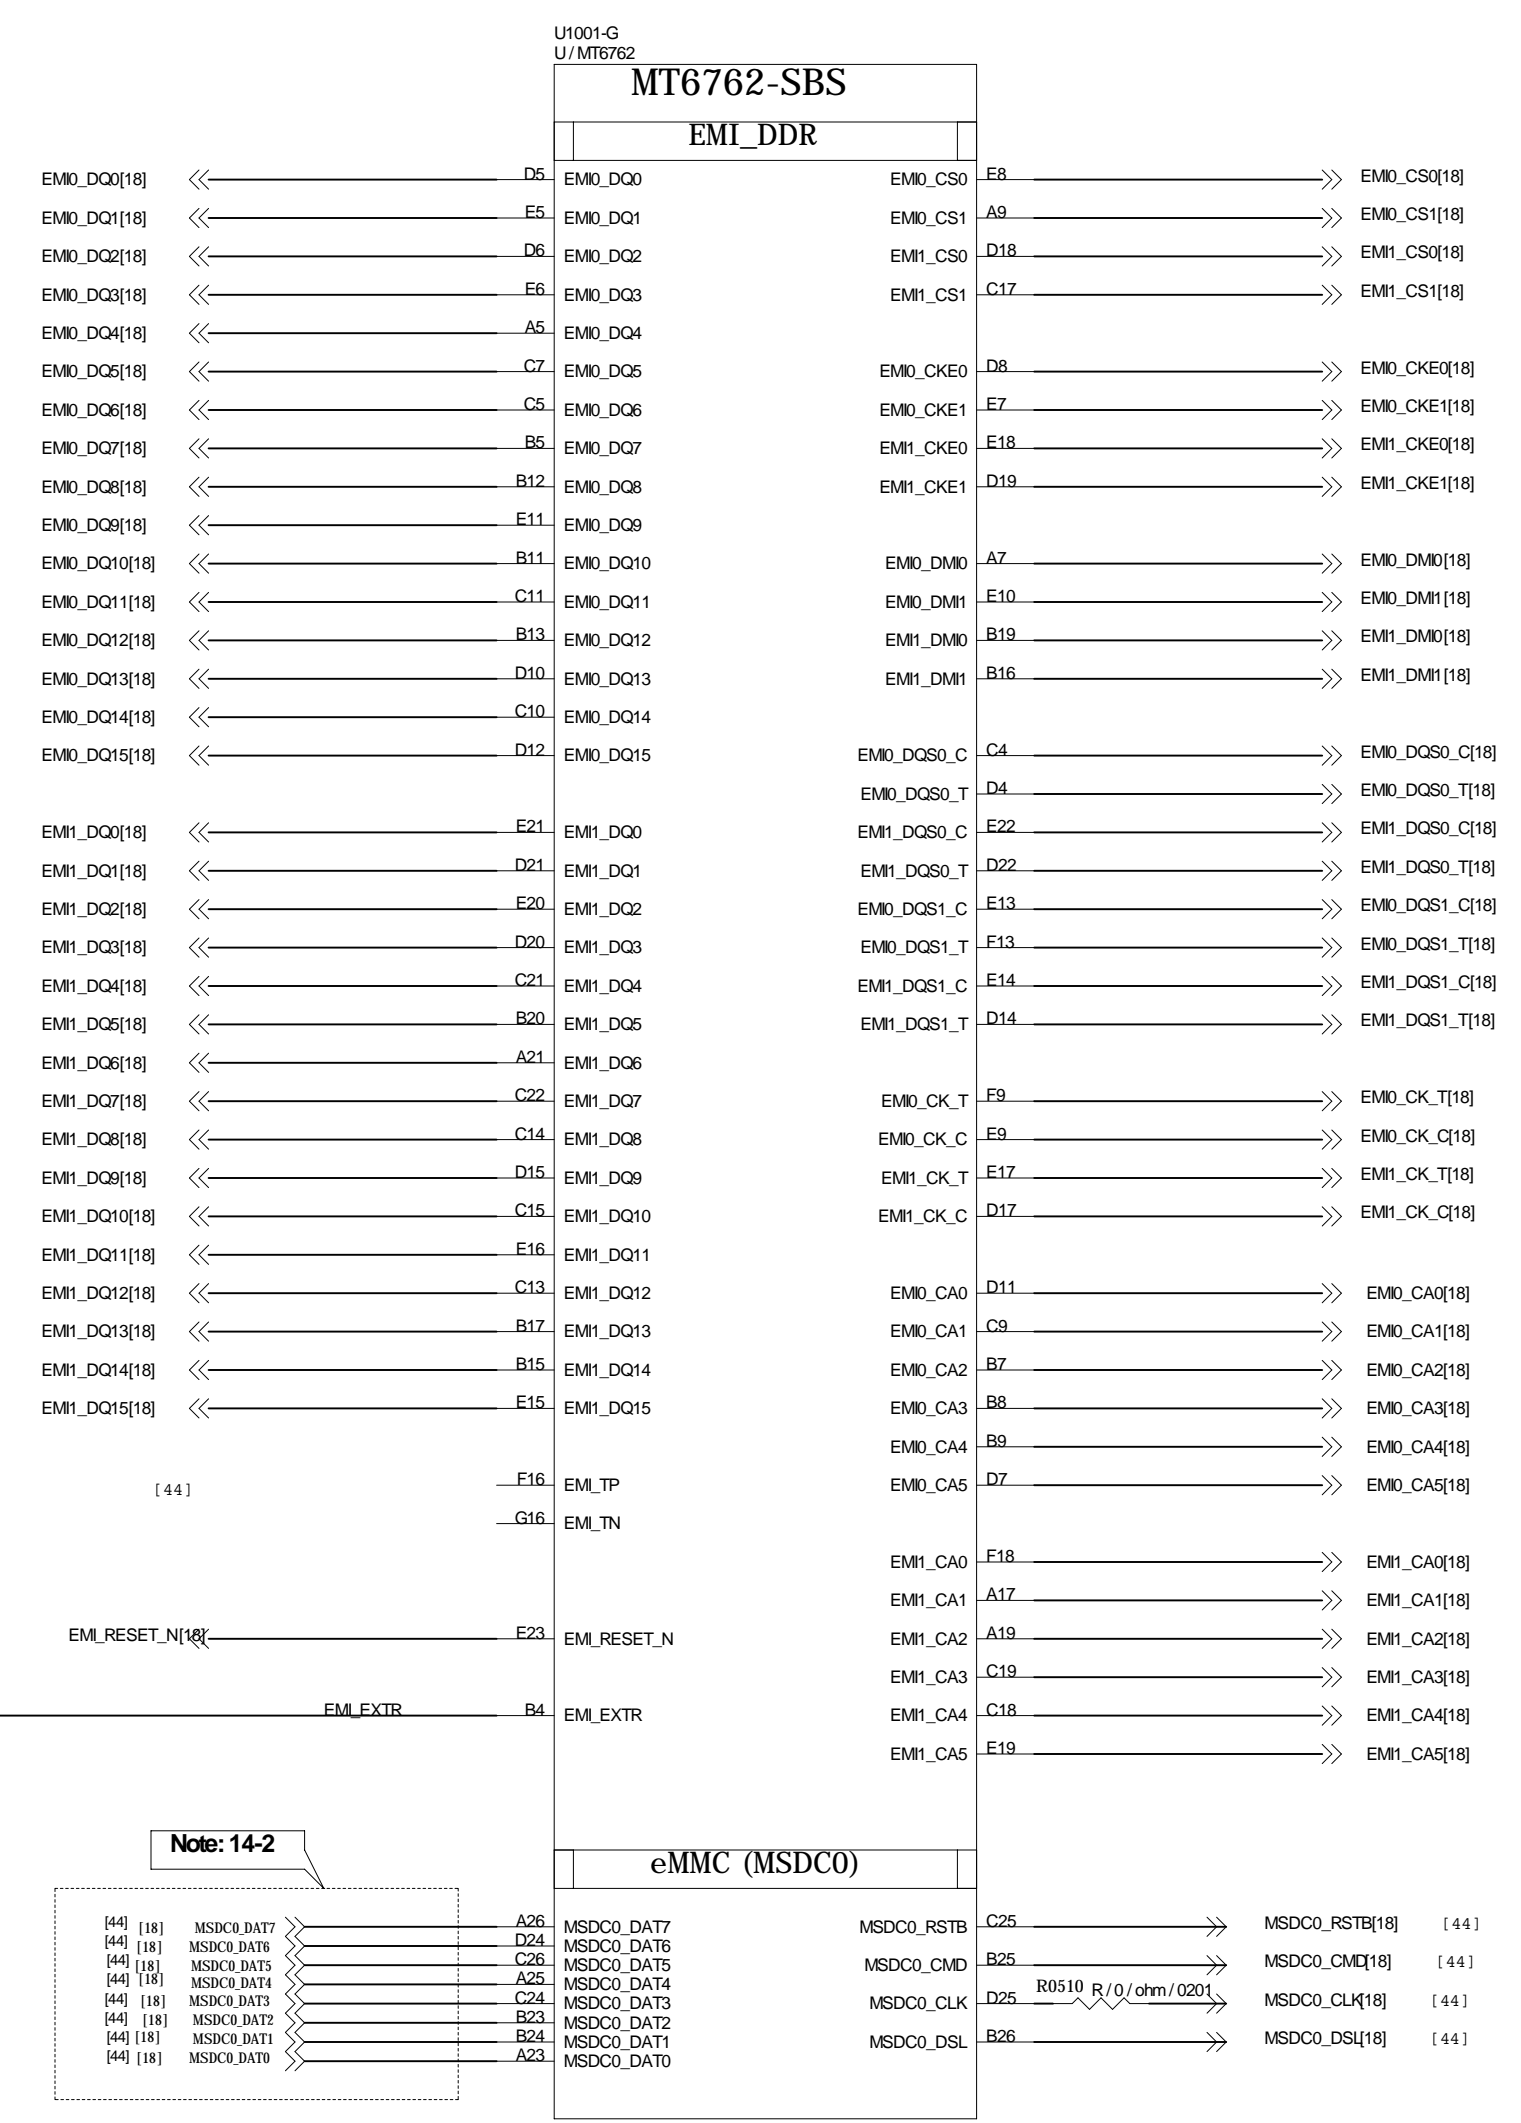 U1001-G
U / MT6762
MT6762-SBS
EMI_DDR
EMI0_DQ0[18] D5 EMI0_DQ0 EMI0_CS0 E8 EMI0_CS0[18]
EMI0_DQ1[18] E5 EMI0_DQ1 EMI0_CS1 A9 EMI0_CS1[18]
EMI0_DQ2[18] D6 EMI0_DQ2 EMI1_CS0 D18 EMI1_CS0[18]
EMI0_DQ3[18] E6 EMI0_DQ3 EMI1_CS1 C17 EMI1_CS1[18]
EMI0_DQ4[18] A5 EMI0_DQ4
EMI0_DQ5[18] C7 EMI0_DQ5 EMI0_CKE0 D8 EMI0_CKE0[18]
EMI0_DQ6[18] C5 EMI0_DQ6 EMI0_CKE1 E7 EMI0_CKE1[18]
EMI0_DQ7[18] B5 EMI0_DQ7 EMI1_CKE0 E18 EMI1_CKE0[18]
EMI0_DQ8[18] B12 EMI0_DQ8 EMI1_CKE1 D19 EMI1_CKE1[18]
EMI0_DQ9[18] E11 EMI0_DQ9
EMI0_DQ10[18] B11 EMI0_DQ10 EMI0_DMI0 A7 EMI0_DMI0[18]
EMI0_DQ11[18] C11 EMI0_DQ11 EMI0_DMI1 E10 EMI0_DMI1[18]
EMI0_DQ12[18] B13 EMI0_DQ12 EMI1_DMI0 B19 EMI1_DMI0[18]
EMI0_DQ13[18] D10 EMI0_DQ13 EMI1_DMI1 B16 EMI1_DMI1[18]
EMI0_DQ14[18] C10 EMI0_DQ14
EMI0_DQ15[18] D12 EMI0_DQ15 EMI0_DQS0_C C4 EMI0_DQS0_C[18]
EMI0_DQS0_T D4 EMI0_DQS0_T[18]
EMI1_DQ0[18] E21 EMI1_DQ0 EMI1_DQS0_C E22 EMI1_DQS0_C[18]
EMI1_DQ1[18] D21 EMI1_DQ1 EMI1_DQS0_T D22 EMI1_DQS0_T[18]
EMI1_DQ2[18] E20 EMI1_DQ2 EMI0_DQS1_C E13 EMI0_DQS1_C[18]
EMI1_DQ3[18] D20 EMI1_DQ3 EMI0_DQS1_T F13 EMI0_DQS1_T[18]
EMI1_DQ4[18] C21 EMI1_DQ4 EMI1_DQS1_C E14 EMI1_DQS1_C[18]
EMI1_DQ5[18] B20 EMI1_DQ5 EMI1_DQS1_T D14 EMI1_DQS1_T[18]
EMI1_DQ6[18] A21 EMI1_DQ6
EMI1_DQ7[18] C22 EMI1_DQ7 EMI0_CK_T F9 EMI0_CK_T[18]
EMI1_DQ8[18] C14 EMI1_DQ8 EMI0_CK_C E9 EMI0_CK_C[18]
EMI1_DQ9[18] D15 EMI1_DQ9 EMI1_CK_T E17 EMI1_CK_T[18]
EMI1_DQ10[18] C15 EMI1_DQ10 EMI1_CK_C D17 EMI1_CK_C[18]
EMI1_DQ11[18] E16 EMI1_DQ11
EMI1_DQ12[18] C13 EMI1_DQ12 EMI0_CA0 D11 EMI0_CA0[18]
EMI1_DQ13[18] B17 EMI1_DQ13 EMI0_CA1 C9 EMI0_CA1[18]
EMI1_DQ14[18] B15 EMI1_DQ14 EMI0_CA2 B7 EMI0_CA2[18]
EMI1_DQ15[18] E15 EMI1_DQ15 EMI0_CA3 B8 EMI0_CA3[18]
EMI0_CA4 B9 EMI0_CA4[18]
[44] F16 EMI_TP EMI0_CA5 D7 EMI0_CA5[18]
G16 EMI_TN
EMI1_CA0 F18 EMI1_CA0[18]
EMI1_CA1 A17 EMI1_CA1[18]
EMI_RESET_N[18] E23 EMI_RESET_N EMI1_CA2 A19 EMI1_CA2[18]
EMI1_CA3 C19 EMI1_CA3[18]
EMI_EXTR B4 EMI_EXTR EMI1_CA4 C18 EMI1_CA4[18]
EMI1_CA5 E19 EMI1_CA5[18]
Note: 14-2
eMMC (MSDC0)
[44] [18] MSDC0_DAT7 A26 MSDC0_DAT7 MSDC0_RSTB C25 MSDC0_RSTB[18] [44]
[44] [18] MSDC0_DAT6 D24 MSDC0_DAT6
[44] [18] MSDC0_DAT5 C26 MSDC0_DAT5 MSDC0_CMD B25 MSDC0_CMD[18] [44]
[44] [18] MSDC0_DAT4 A25 MSDC0_DAT4
[44] [18] MSDC0_DAT3 C24 MSDC0_DAT3 MSDC0_CLK D25 R0510 R / 0 / ohm / 0201 MSDC0_CLK[18] [44]
[44] [18] MSDC0_DAT2 B23 MSDC0_DAT2
[44] [18] MSDC0_DAT1 B24 MSDC0_DAT1 MSDC0_DSL B26 MSDC0_DSL[18] [44]
[44] [18] MSDC0_DAT0 A23 MSDC0_DAT0